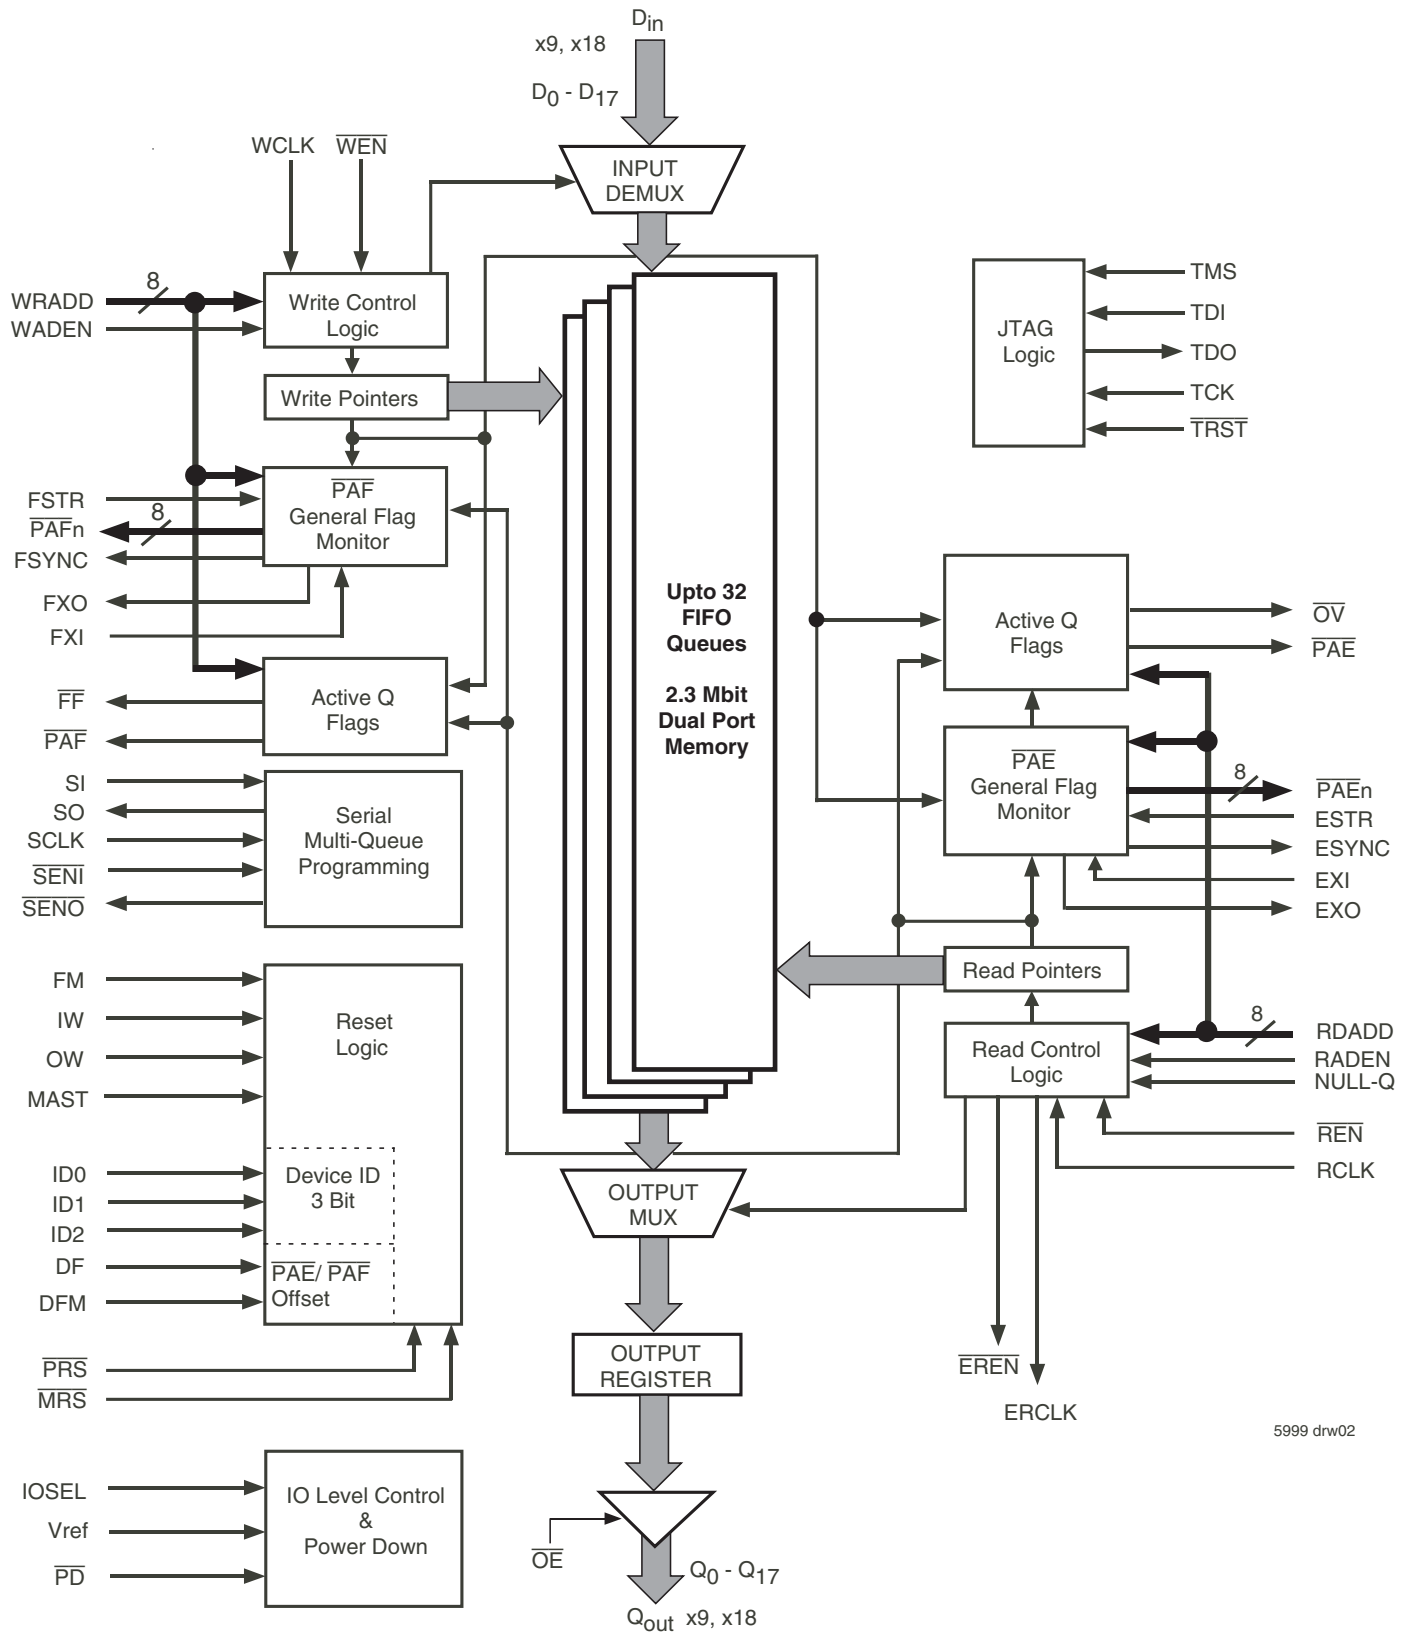 Din
x9, x18
D0 - D17
WCLK
WEN
INPUT
DEMUX
WRADD
8
WADEN
Write Control
Logic
Write Pointers
FSTR
PAFn
8
FSYNC
FXO
FXI
PAF
General Flag
Monitor
FF
PAF
Active Q
Flags
SI
SO
SCLK
SENI
SENO
Serial
Multi-Queue
Programming
FM
IW
OW
MAST
Reset
Logic
ID0
ID1
ID2
Device ID
3 Bit
DF
DFM
PAE/ PAF
Offset
PRS
MRS
IOSEL
Vref
PD
IO Level Control
&
Power Down
Upto 32
FIFO
Queues
2.3 Mbit
Dual Port
Memory
OUTPUT
MUX
OUTPUT
REGISTER
OE
Q0 - Q17
Qout x9, x18
JTAG
Logic
TMS
TDI
TDO
TCK
TRST
Active Q
Flags
OV
PAE
PAE
General Flag
Monitor
8
PAEn
ESTR
ESYNC
EXI
EXO
Read Pointers
Read Control
Logic
8
RDADD
RADEN
NULL-Q
REN
RCLK
EREN
ERCLK
5999 drw02